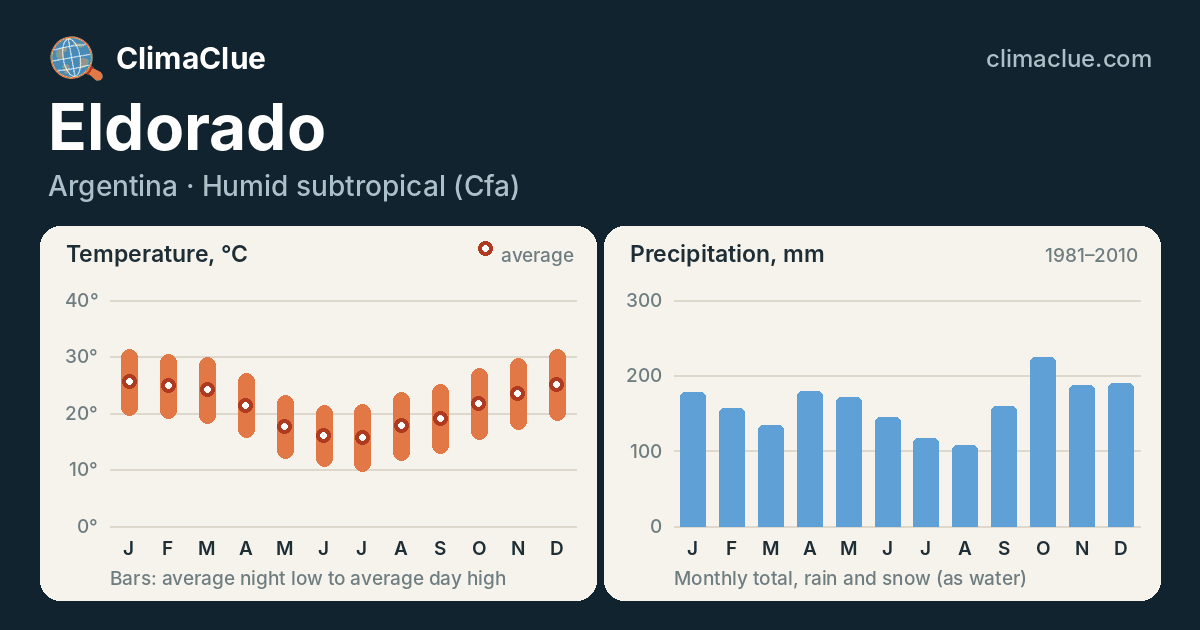 ClimaClue
climaclue.com
Eldorado
Argentina · Humid subtropical (Cfa)
Temperature, °C
average
40°
30°
20°
10°
0°
J F M A M J J A S O N D
Bars: average night low to average day high
Precipitation, mm
1981–2010
300
200
100
0
J F M A M J J A S O N D
Monthly total, rain and snow (as water)